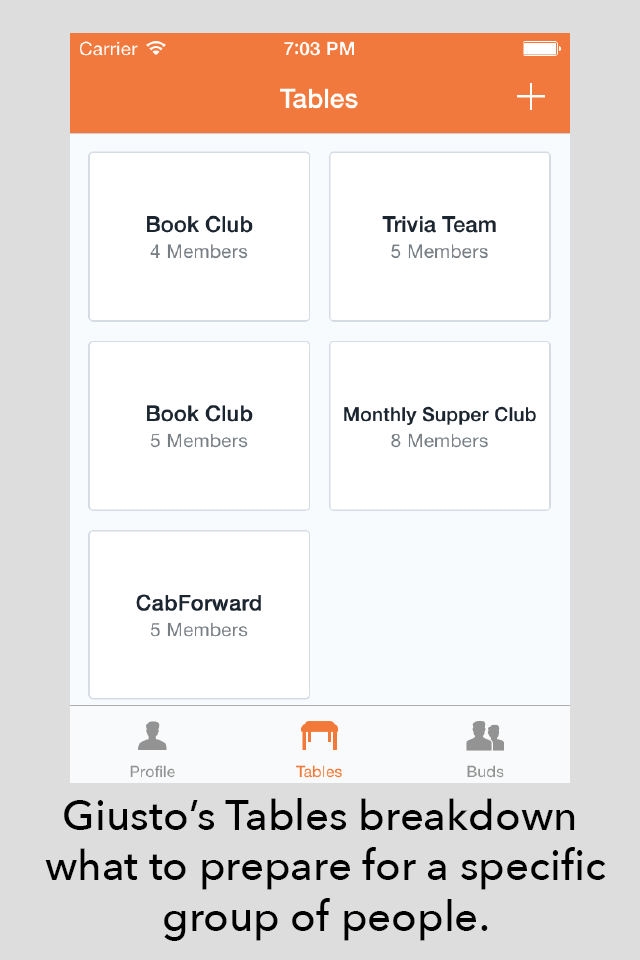 Carrier 7:03 PM
Tables
Book Club
4 Members
Trivia Team
5 Members
Book Club
5 Members
Monthly Supper Club
8 Members
CabForward
5 Members
Profile Tables Buds
Giusto’s Tables breakdown
what to prepare for a specific
group of people.